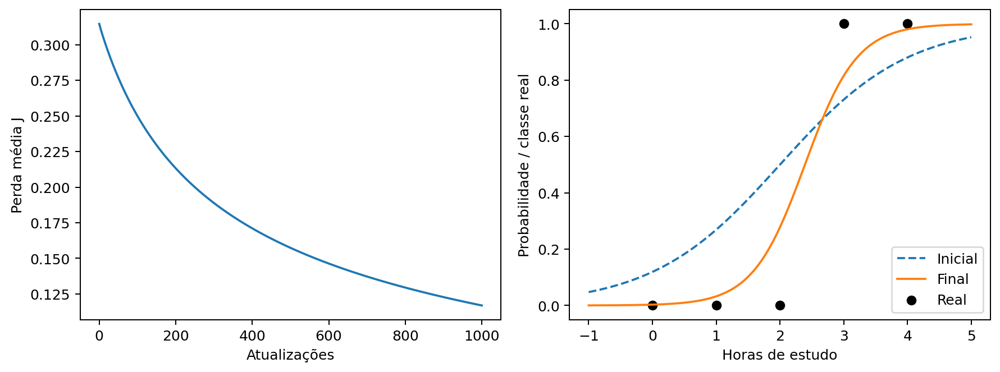 0.300
0.275
0.250
0.225
0.200
0.175
0.150
0.125
Perda média J
0 200 400 600 800 1000
Atualizações
1.0
0.8
0.6
0.4
0.2
0.0
Probabilidade / classe real
Inicial
Final
Real
−1 0 1 2 3 4 5
Horas de estudo